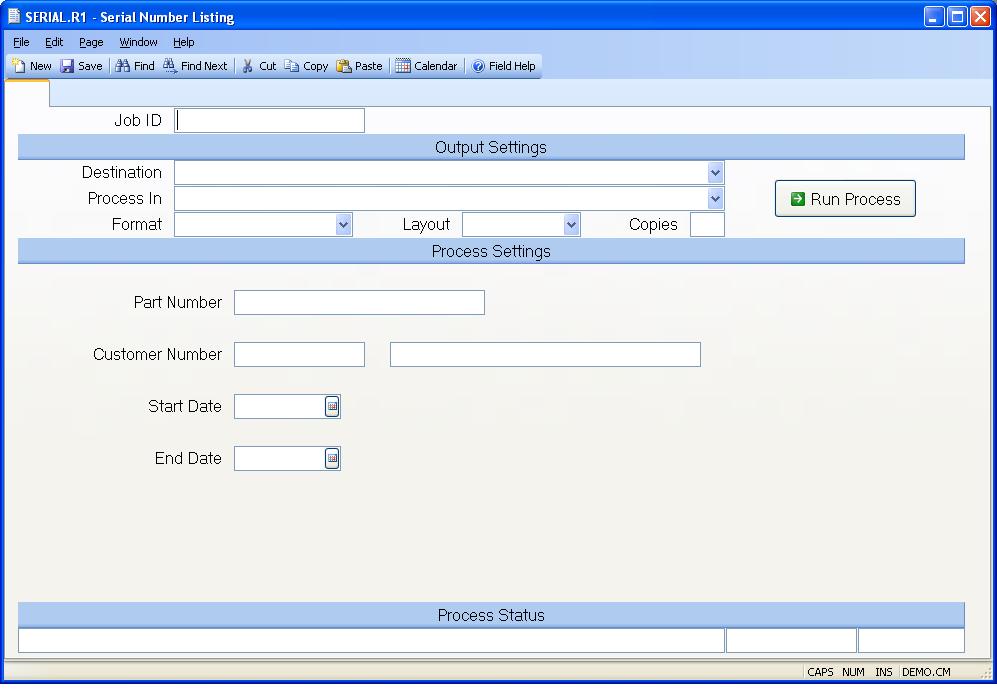 SERIAL.R1 - Serial Number Listing
File Edit Page Window Help
New Save Find Find Next Cut Copy Paste Calendar Field Help
Job ID
Output Settings
Destination
Process In
Run Process
Format Layout Copies
Process Settings
Part Number
Customer Number
Start Date
End Date
Process Status
CAPS NUM INS DEMO.CM